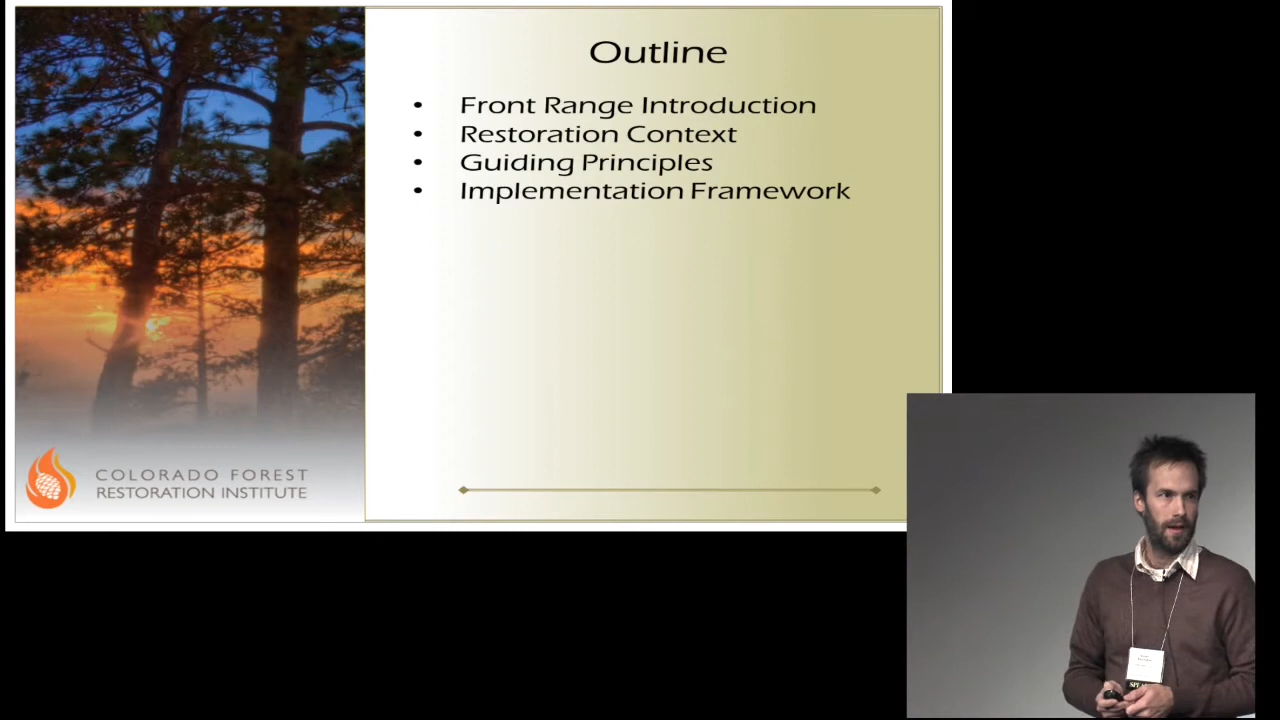 Outline
• Front Range Introduction
• Restoration Context
• Guiding Principles
• Implementation Framework
COLORADO FOREST
RESTORATION INSTITUTE